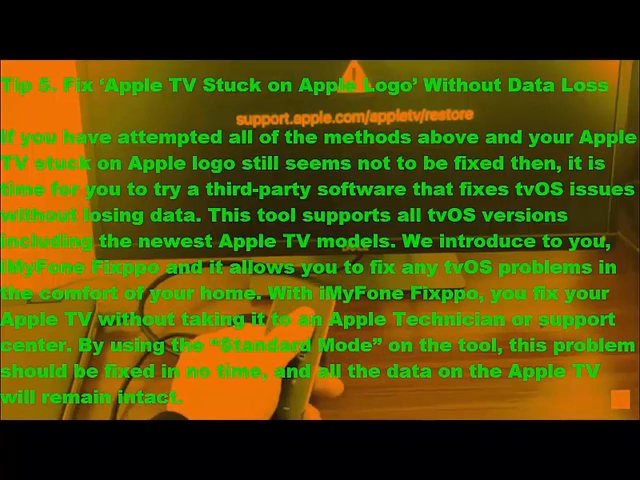 Tip 5. Fix ‘Apple TV Stuck on Apple Logo’ Without Data Loss
support.apple.com/appletv/restore
If you have attempted all of the methods above and your Apple
TV stuck on Apple logo still seems not to be fixed then, it is
time for you to try a third-party software that fixes tvOS issues
without losing data. This tool supports all tvOS versions
including the newest Apple TV models. We introduce to you,
iMyFone Fixppo and it allows you to fix any tvOS problems in
the comfort of your home. With iMyFone Fixppo, you fix your
Apple TV without taking it to an Apple Technician or support
center. By using the “Standard Mode” on the tool, this problem
should be fixed in no time, and all the data on the Apple TV
will remain intact.